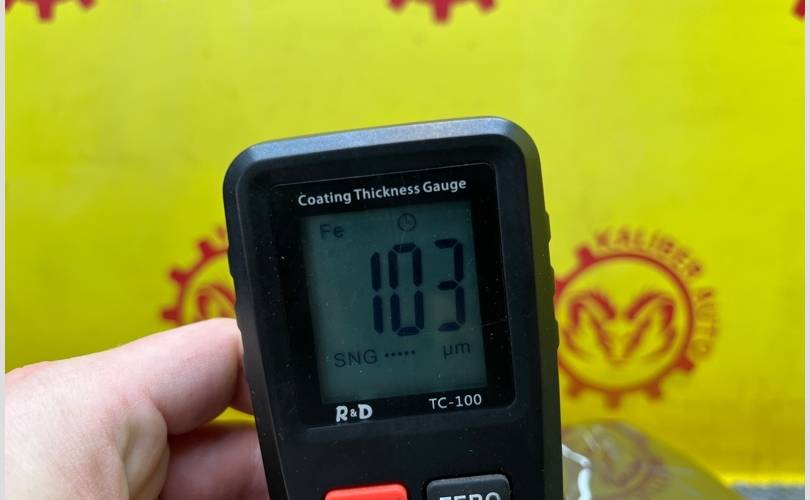 Coating Thickness Gauge
Fe
103
SNG ••••• µm
R&D TC-100
ZERO
KALIBER AUTO